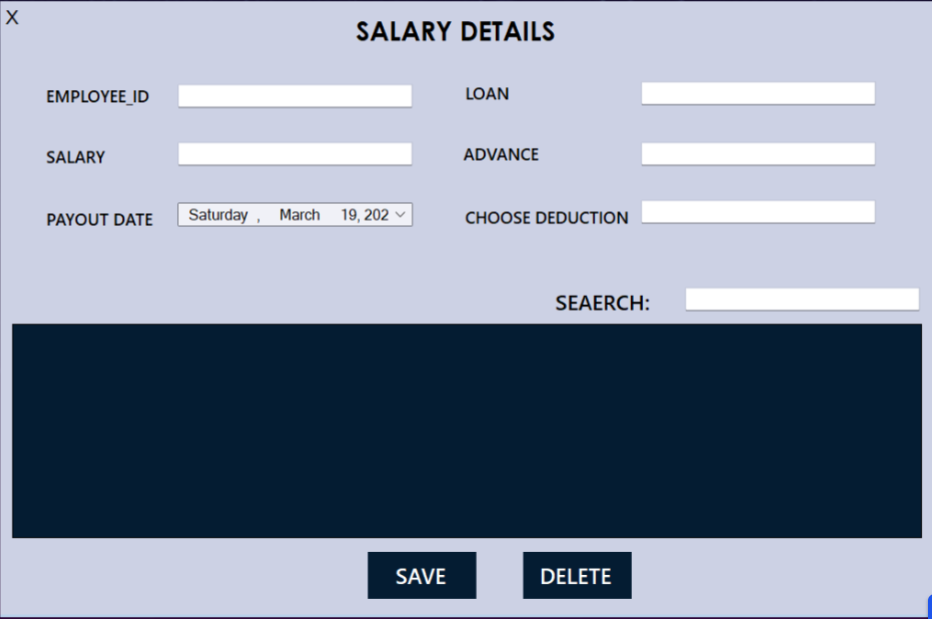 X
SALARY DETAILS
EMPLOYEE_ID
LOAN
SALARY
ADVANCE
PAYOUT DATE
Saturday , March 19, 202
CHOOSE DEDUCTION
SEAERCH:
SAVE
DELETE